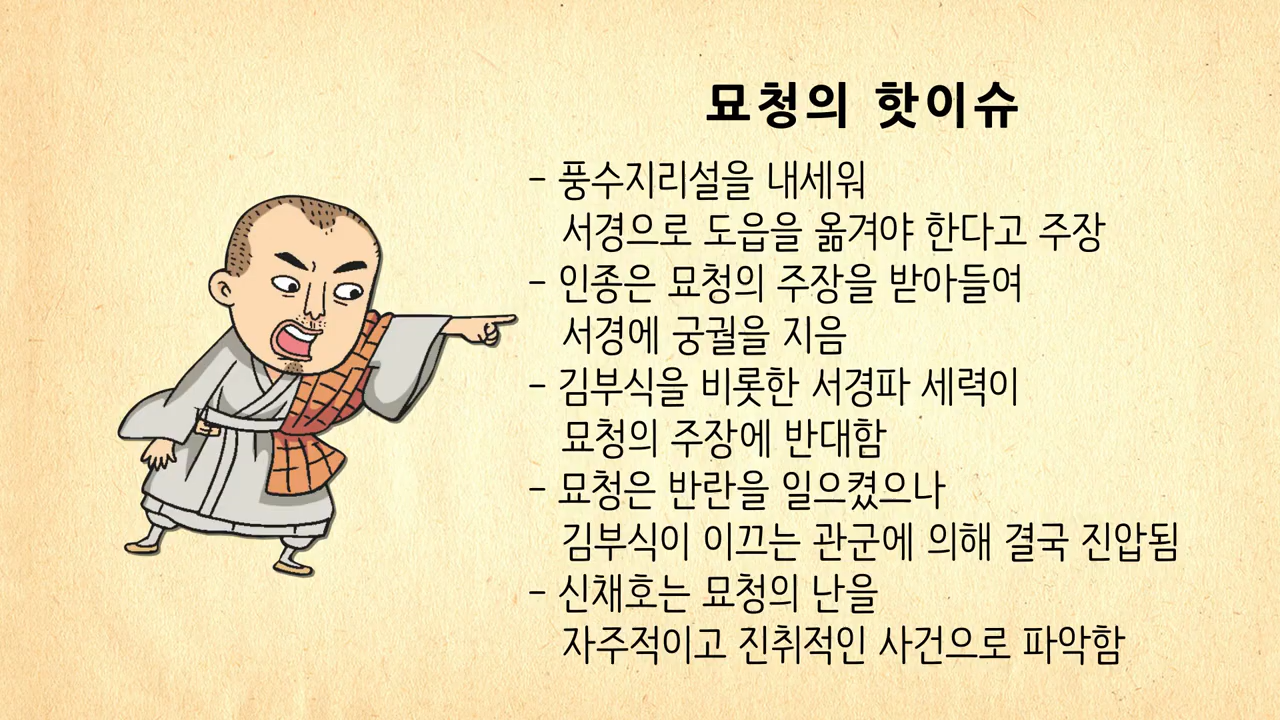 묘청의 핫이슈
- 풍수지리설을 내세워
서경으로 도읍을 옮겨야 한다고 주장
- 인종은 묘청의 주장을 받아들여
서경에 궁궐을 지음
- 김부식을 비롯한 서경파 세력이
묘청의 주장에 반대함
- 묘청은 반란을 일으켰으나
김부식이 이끄는 관군에 의해 결국 진압됨
- 신채호는 묘청의 난을
자주적이고 진취적인 사건으로 파악함